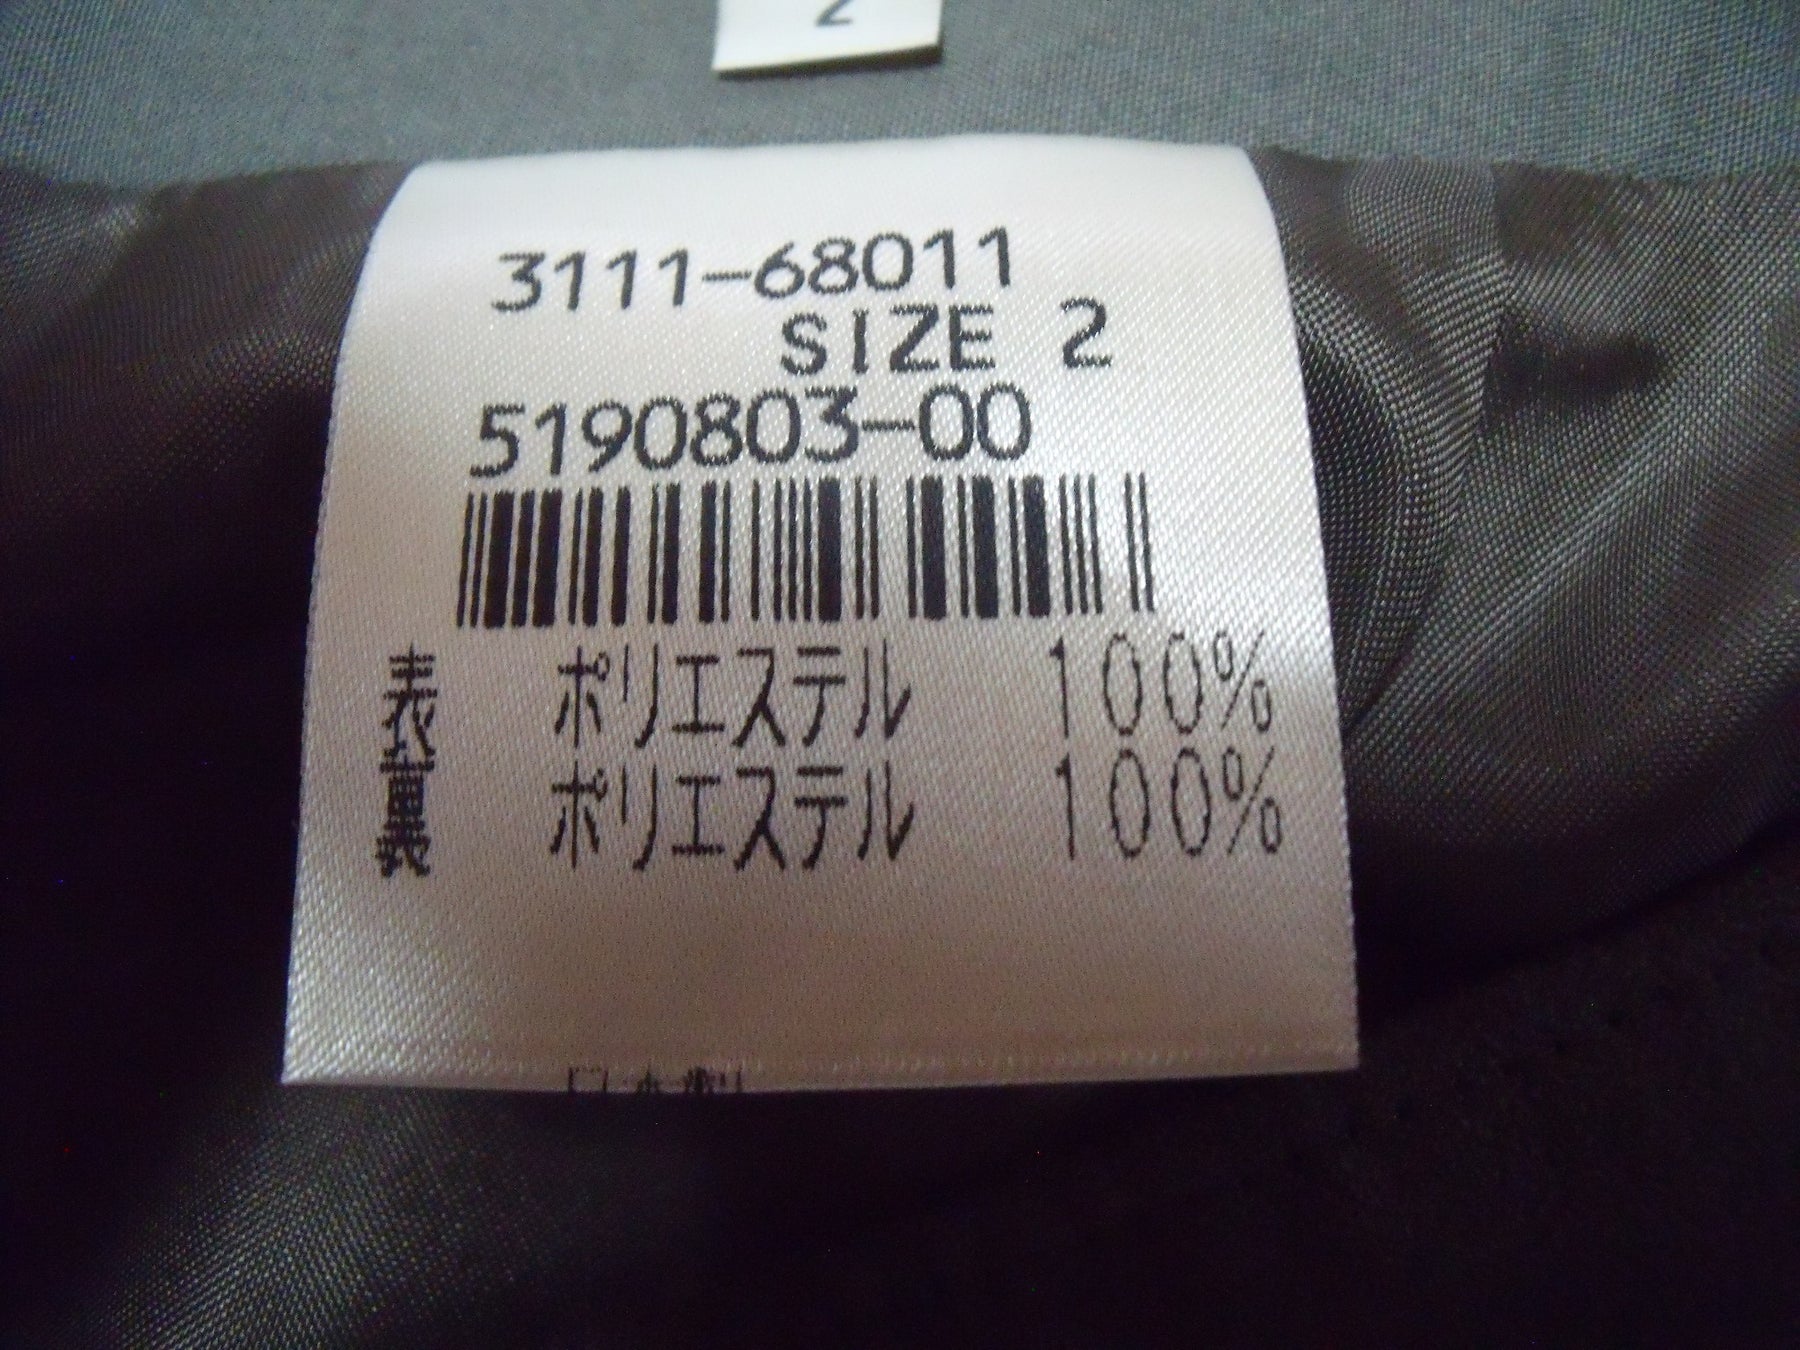 2
3111-68011
SIZE 2
5190803-00
表 ポリエステル 100%
裏 ポリエステル 100%